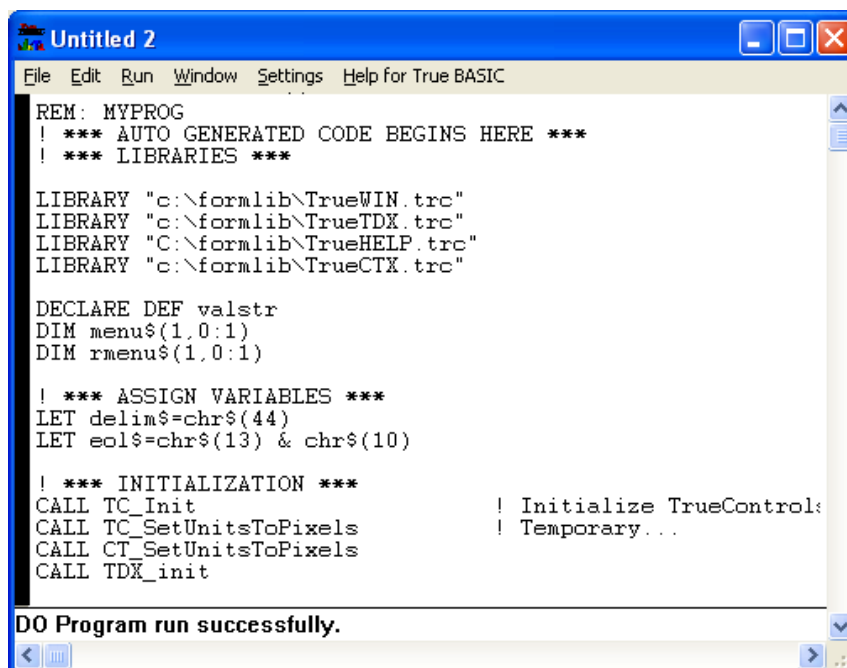 Untitled 2
File Edit Run Window Settings Help for True BASIC
REM: MYPROG
! *** AUTO GENERATED CODE BEGINS HERE ***
! *** LIBRARIES ***
LIBRARY "c:\formlib\TrueWIN.trc"
LIBRARY "c:\formlib\TrueTDX.trc"
LIBRARY "C:\formlib\TrueHELP.trc"
LIBRARY "c:\formlib\TrueCTX.trc"
DECLARE DEF valstr
DIM menu$(1,0:1)
DIM rmenu$(1,0:1)
! *** ASSIGN VARIABLES ***
LET delim$=chr$(44)
LET eol$=chr$(13) & chr$(10)
! *** INITIALIZATION ***
CALL TC_Init ! Initialize TrueControls
CALL TC_SetUnitsToPixels ! Temporary...
CALL CT_SetUnitsToPixels
CALL TDX_init
DO Program run successfully.